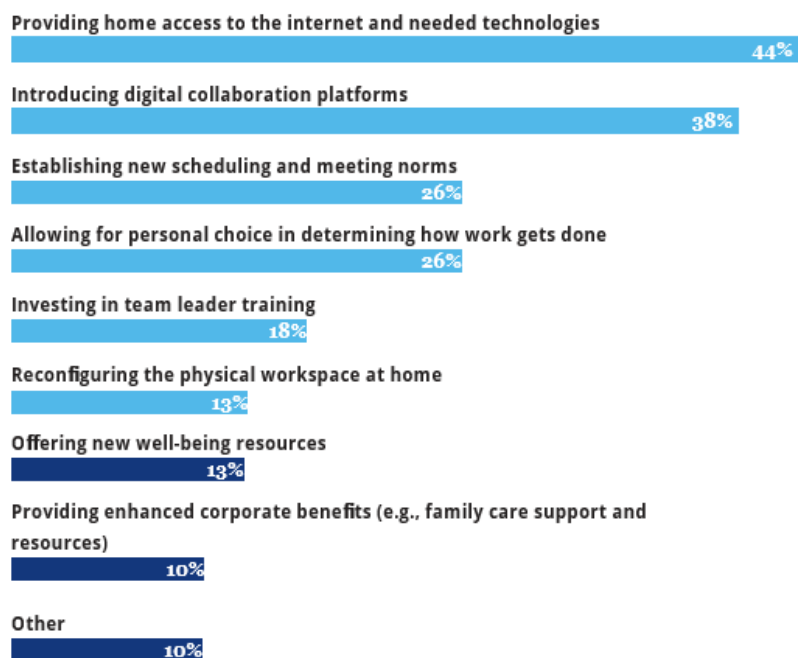 Providing home access to the internet and needed technologies
44%
Introducing digital collaboration platforms
38%
Establishing new scheduling and meeting norms
26%
Allowing for personal choice in determining how work gets done
26%
Investing in team leader training
18%
Reconfiguring the physical workspace at home
13%
Offering new well-being resources
13%
Providing enhanced corporate benefits (e.g., family care support and
resources)
10%
Other
10%